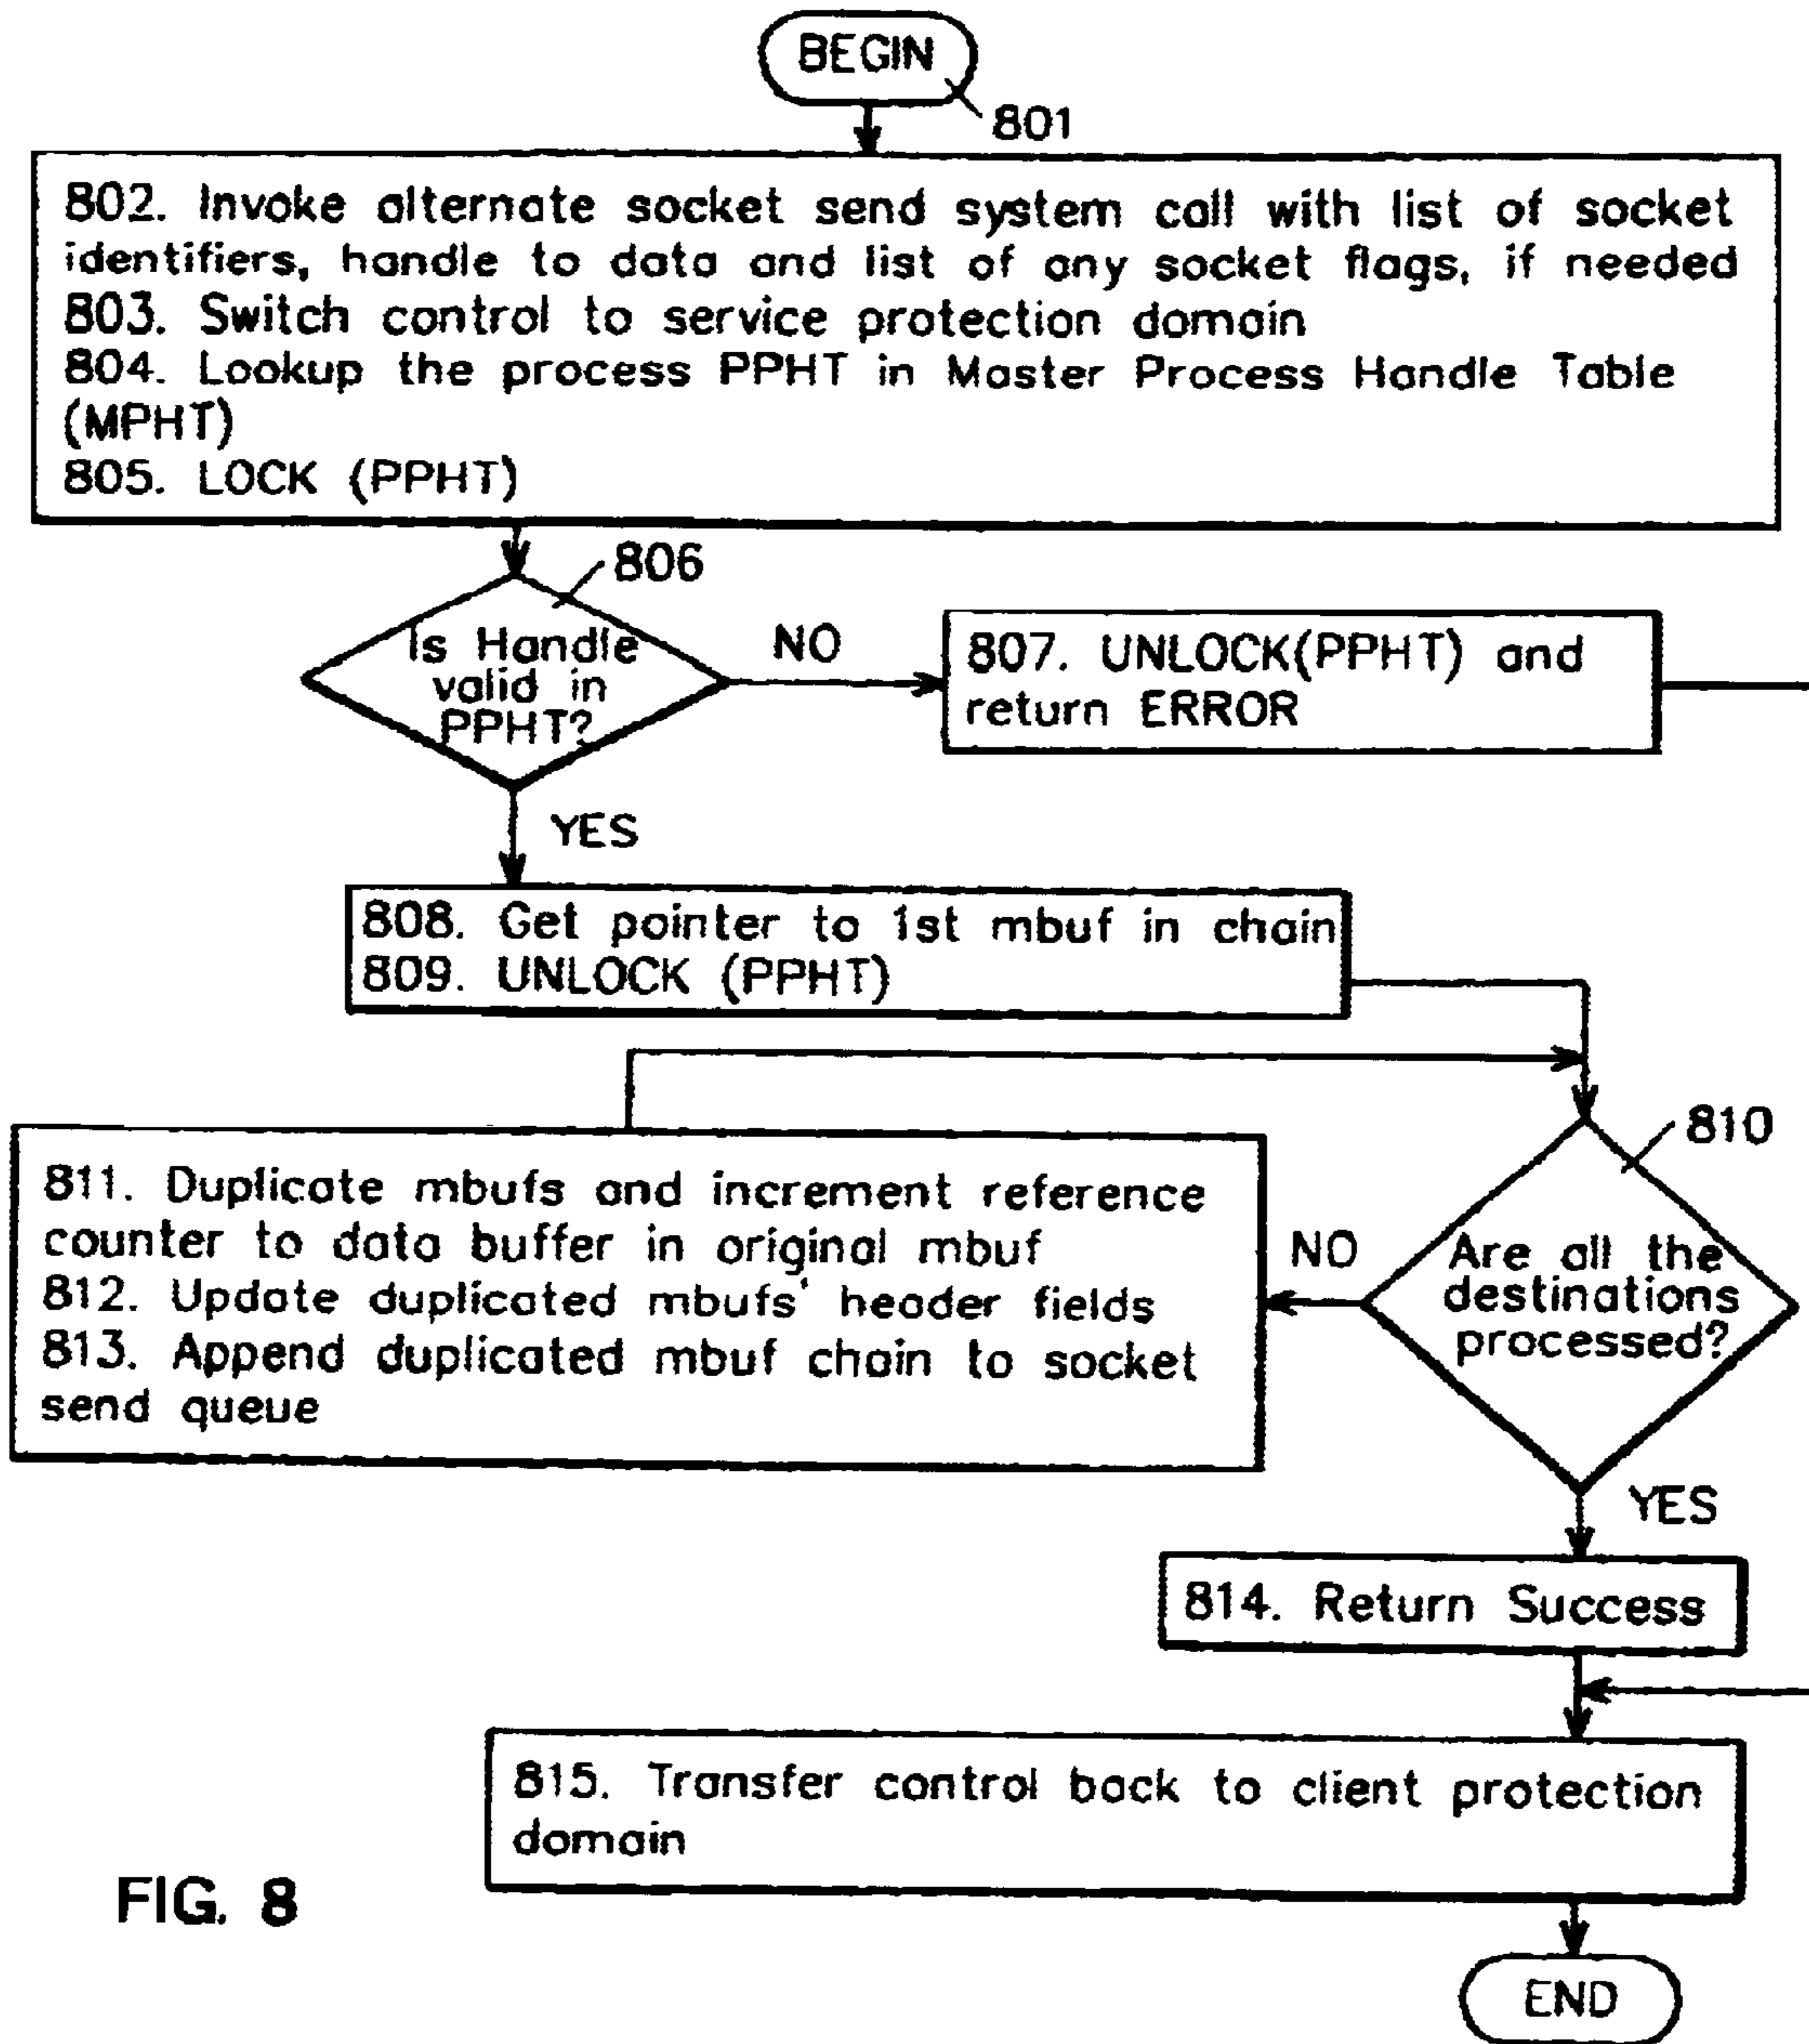 BEGIN
801
802. Invoke alternate socket send system call with list of socket
identifiers, handle to data and list of any socket flags, if needed
803. Switch control to service protection domain
804. Lookup the process PPHT in Master Process Handle Table
(MPHT)
805. LOCK (PPHT)
806
Is Handle
valid in
PPHT?
NO
807. UNLOCK(PPHT) and
return ERROR
YES
808. Get pointer to 1st mbuf in chain
809. UNLOCK (PPHT)
810
811. Duplicate mbufs and increment reference
counter to data buffer in original mbuf
812. Update duplicated mbufs' header fields
813. Append duplicated mbuf chain to socket
send queue
NO
Are all the
destinations
processed?
YES
814. Return Success
815. Transfer control back to client protection
domain
FIG. 8
END